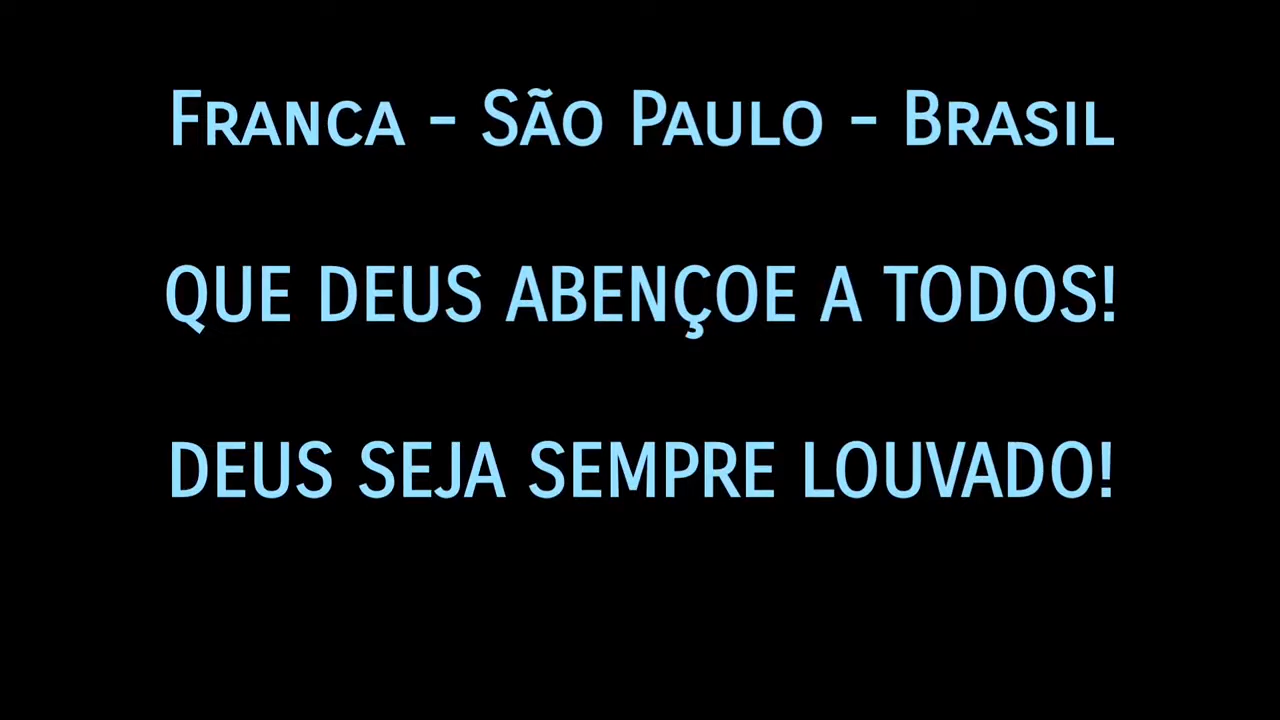 Franca - São Paulo - Brasil
QUE DEUS ABENÇOE A TODOS!
DEUS SEJA SEMPRE LOUVADO!